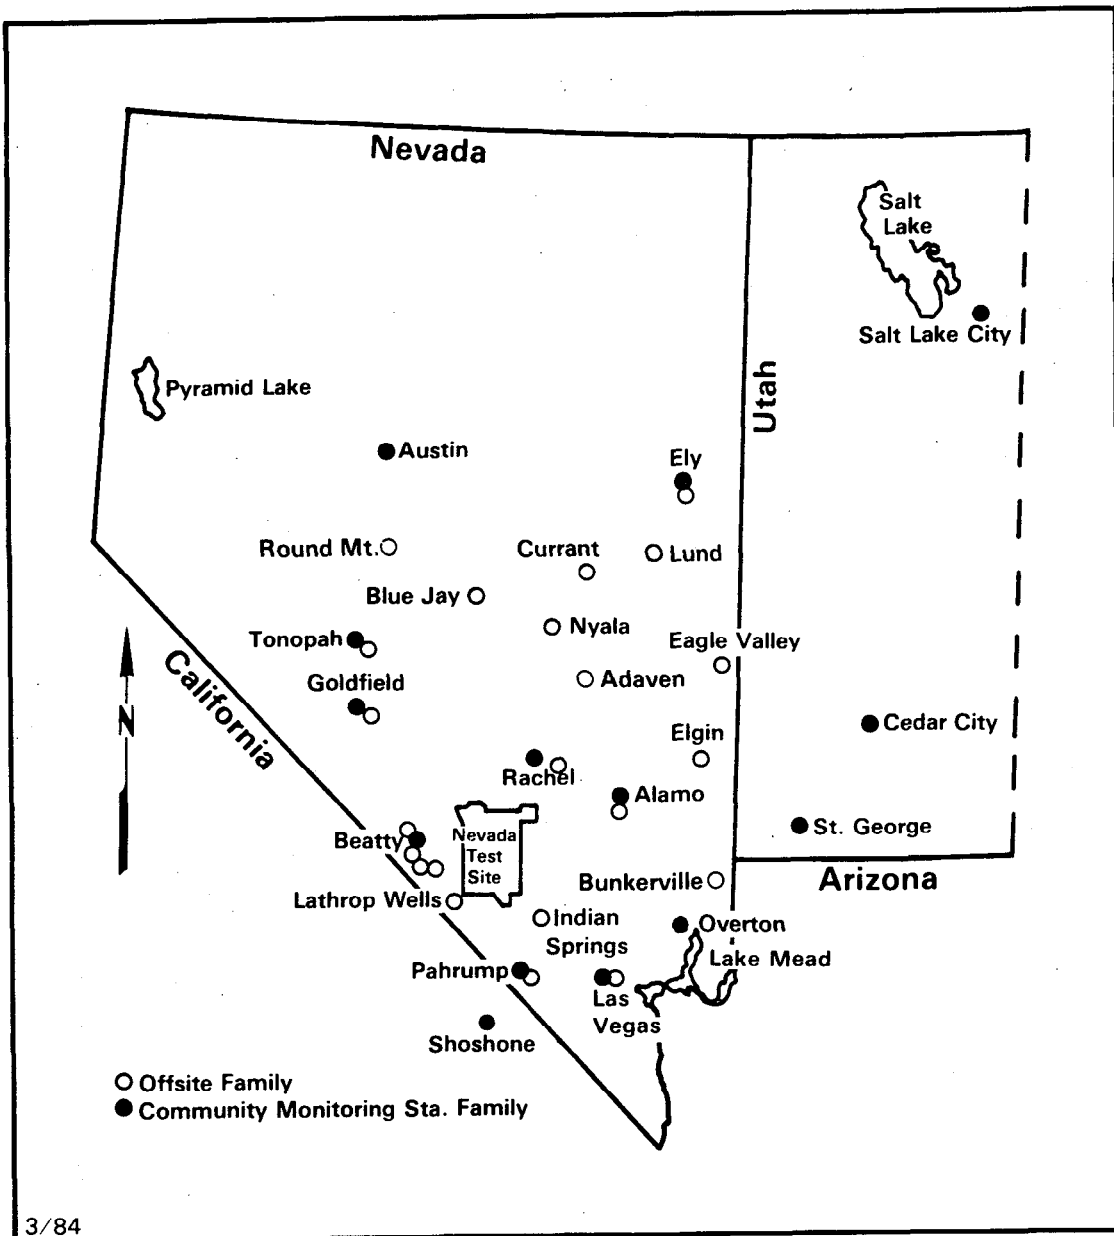 Nevada
Salt
Lake
Salt Lake City
Utah
Pyramid Lake
Austin
Ely
Round Mt.
Currant
Lund
Blue Jay
Nyala
Tonopah
Eagle Valley
California
Goldfield
Adaven
N
Elgin
Cedar City
Rachel
Alamo
Beatty
Nevada
Test
Site
St. George
Bunkerville
Arizona
Lathrop Wells
Indian
Springs
Overton
Lake Mead
Pahrump
Las
Vegas
Shoshone
Offsite Family
Community Monitoring Sta. Family
3/84